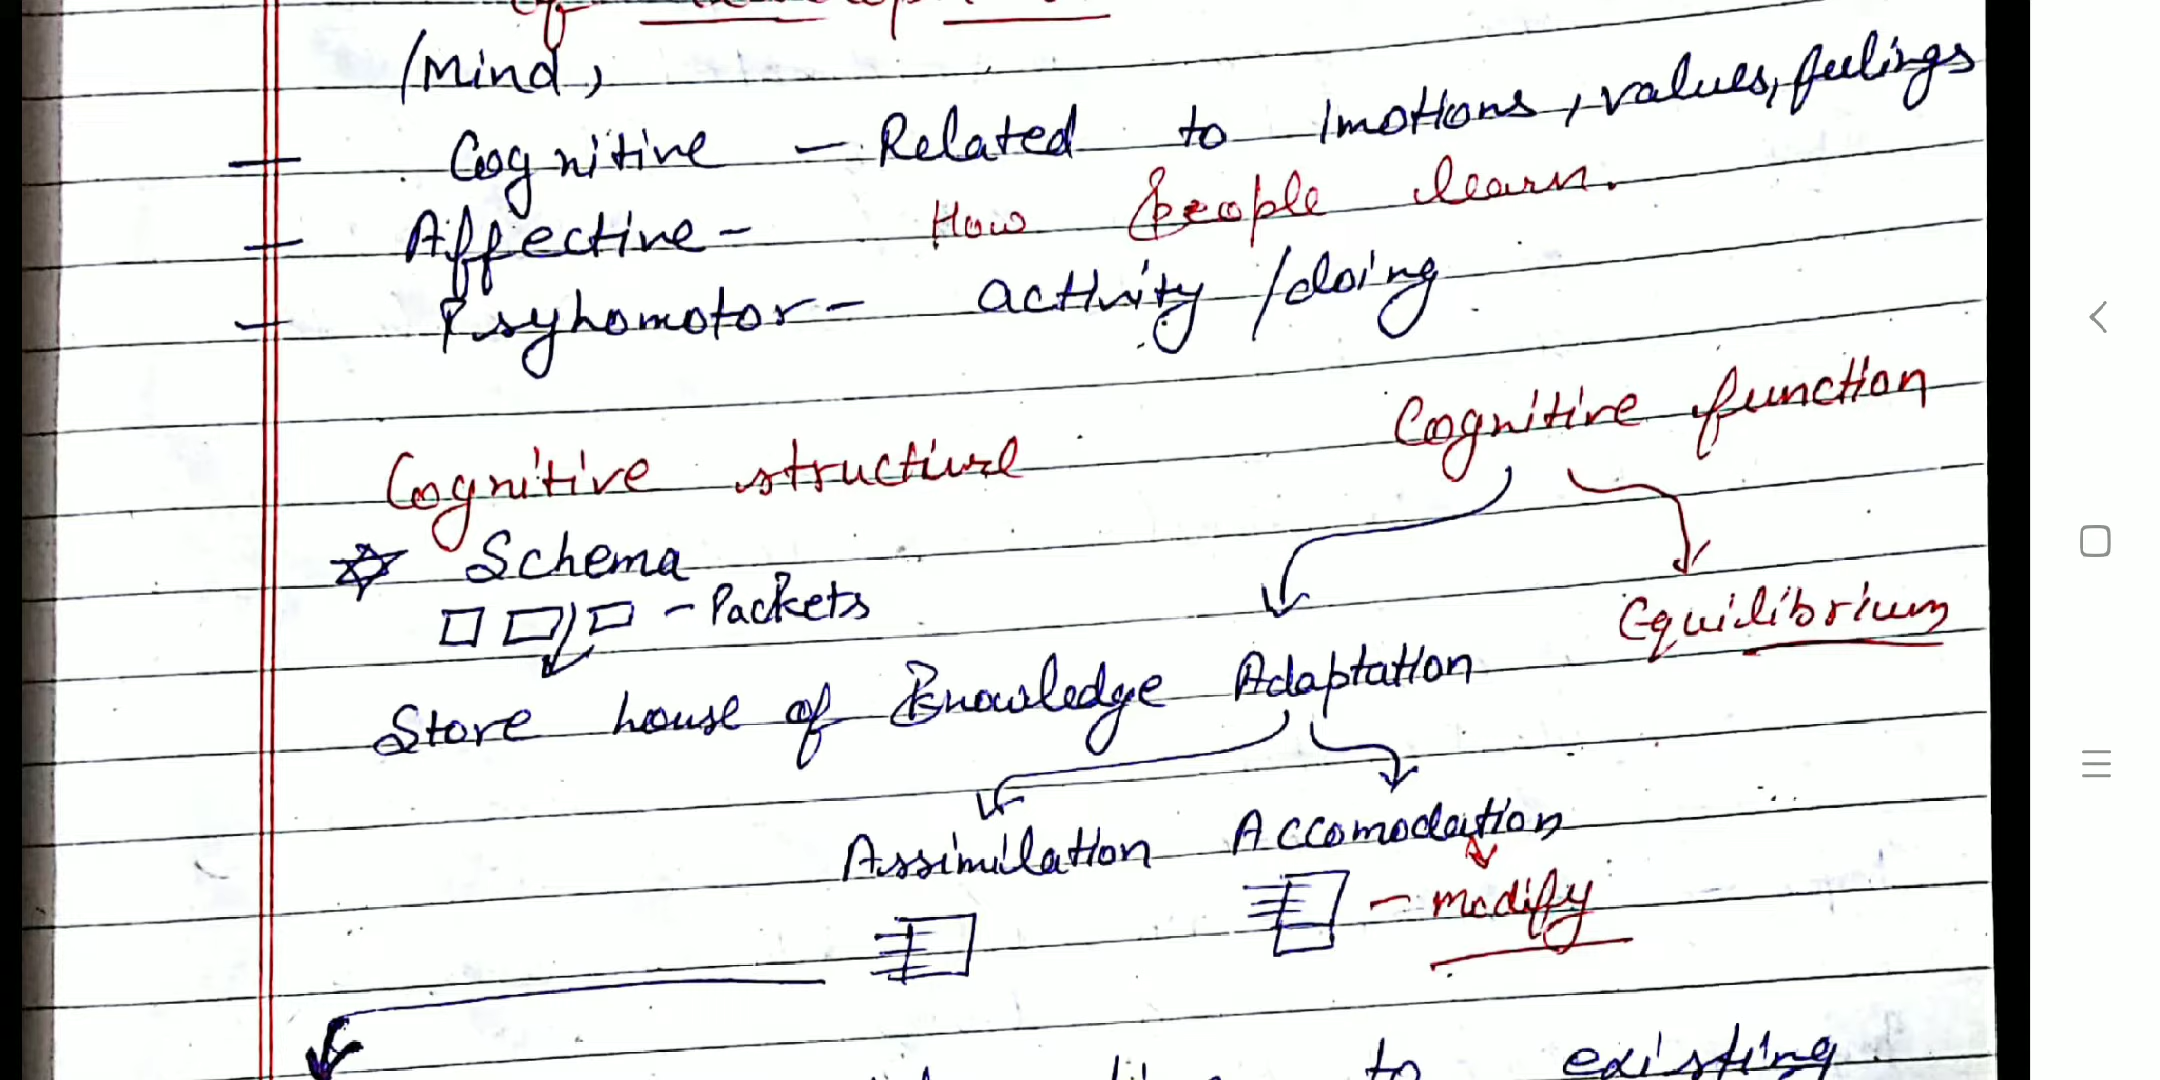 /Mind,
Cognitive - Related to Imotions, values, feelings
Affective - How people learn.
Psyhomotor - activity /doing
Cognitive structure
Cognitive function
Schema
- Packets
Equilibrium
Store house of Knowledge
Adaptation
Assimilation
Accomodation
- modify
to existing